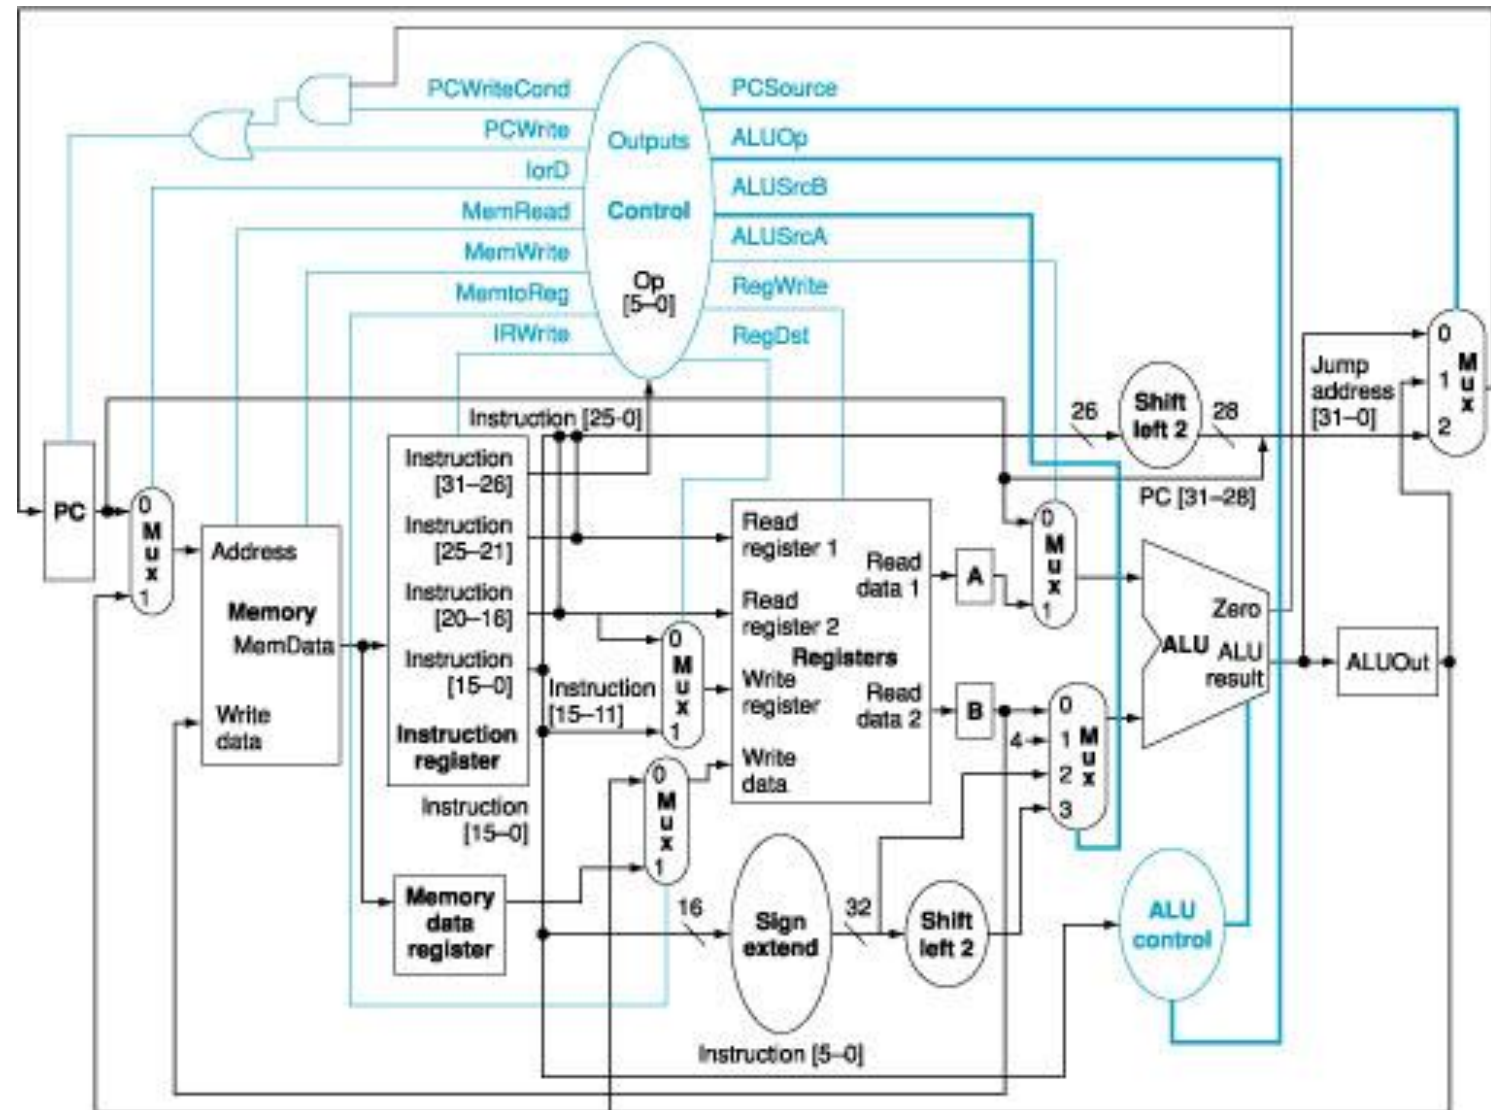 PCWriteCond
PCWrite
IorD
MemRead
MemWrite
MemtoReg
IRWrite
Outputs
Control
Op
[5–0]
PCSource
ALUOp
ALUSrcB
ALUSrcA
RegWrite
RegDst
PC
0
M
u
x
1
Address
Memory
MemData
Write
data
Instruction [25-0]
Instruction
[31–26]
Instruction
[25–21]
Instruction
[20–16]
Instruction
[15–0]
Instruction
register
Instruction
[15–0]
Memory
data
register
Instruction
[15–11]
0
M
u
x
1
0
M
u
x
1
Read
register 1
Read
register 2
Registers
Write
register
Write
data
Read
data 1
Read
data 2
A
B
16
Sign
extend
32
Shift
left 2
Instruction [5–0]
0
M
u
x
1
4
0
1
2
3
M
u
x
26
Shift
left 2
28
PC [31–28]
Jump
address
[31–0]
0
1
2
M
u
x
Zero
ALU
ALU
result
ALUOut
ALU
control